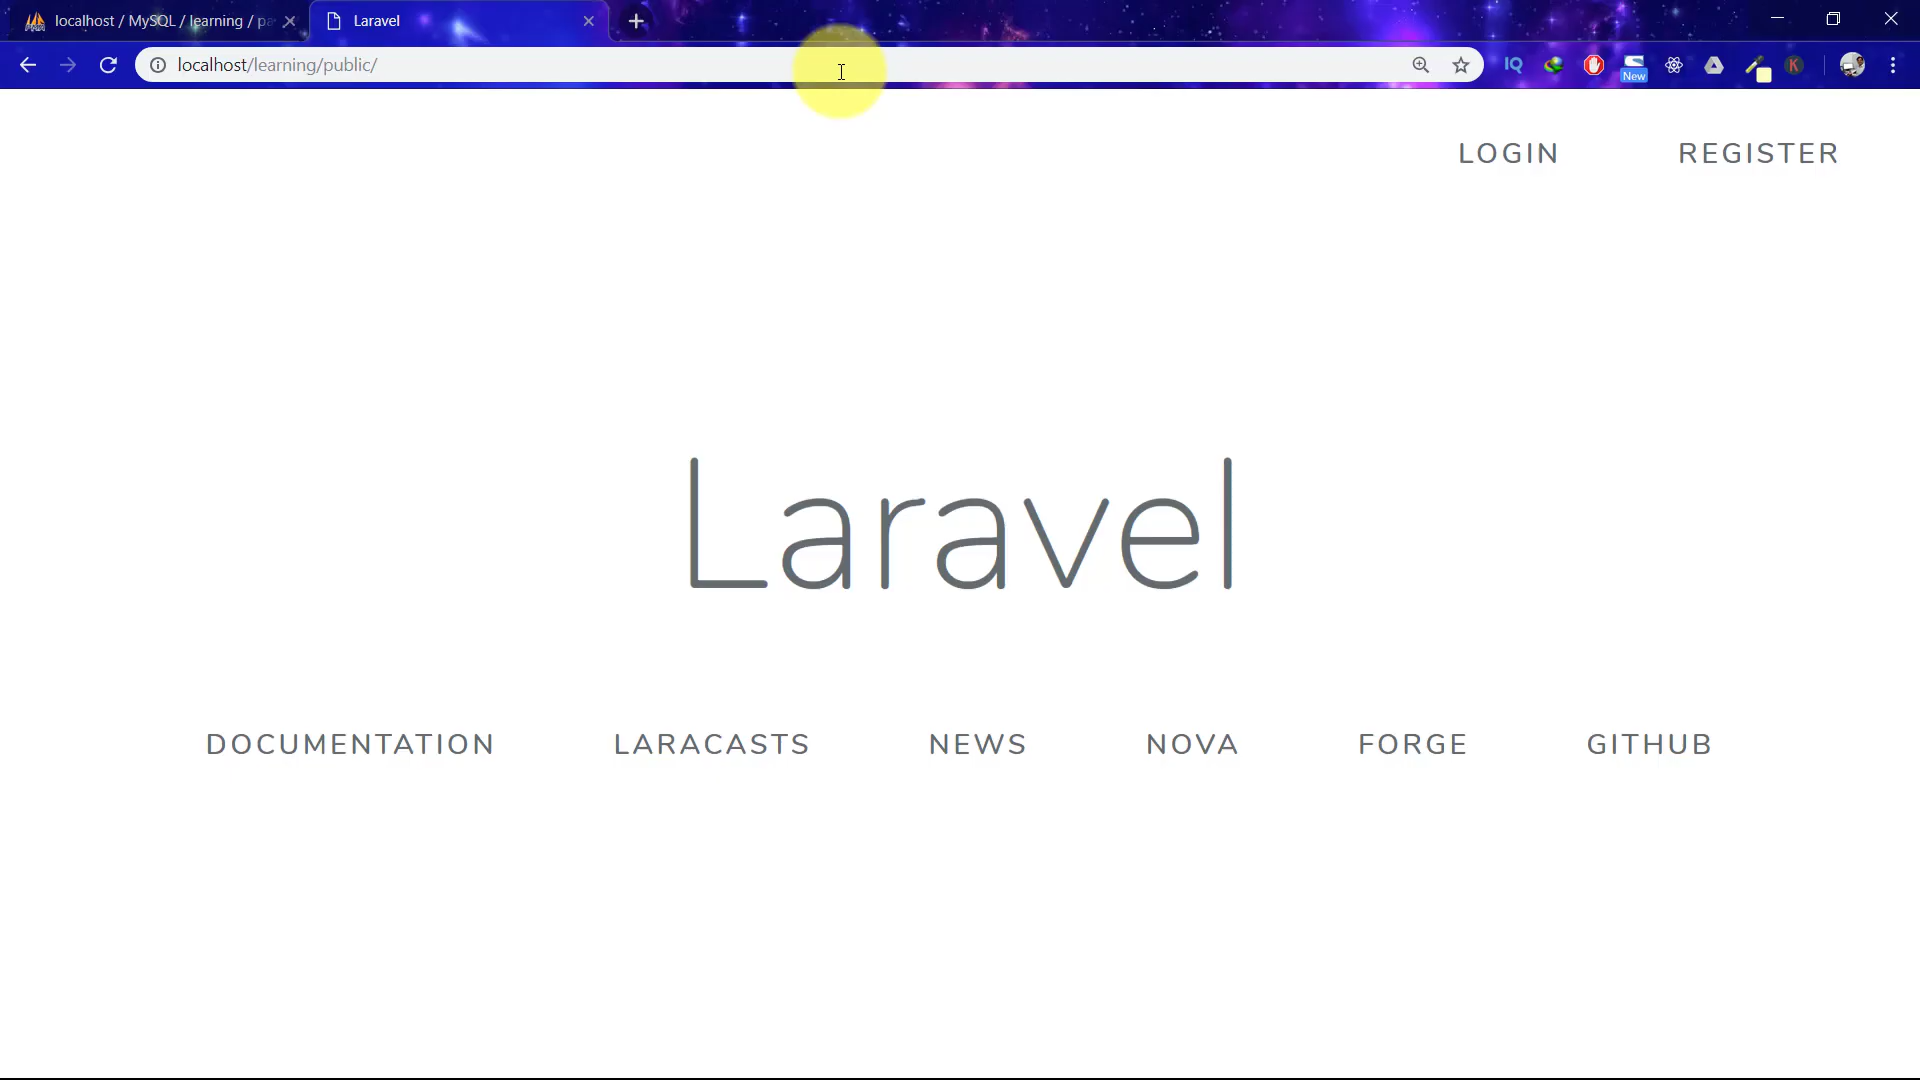 localhost / MySQL / learning / pa
Laravel
localhost/learning/public/
IQ
New
K
LOGIN REGISTER
Laravel
DOCUMENTATION LARACASTS NEWS NOVA FORGE GITHUB